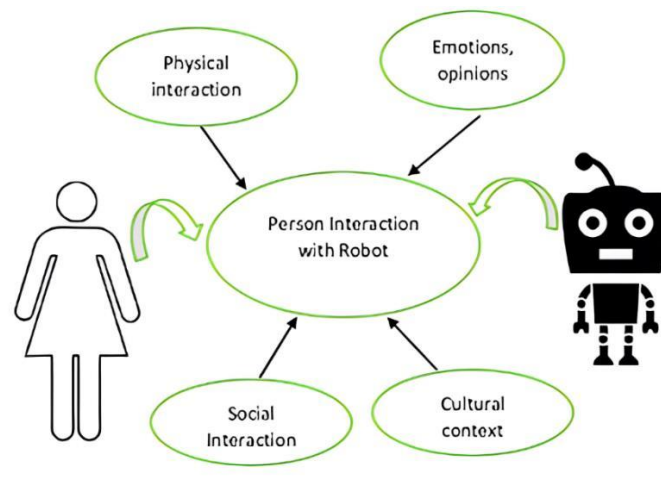 Physical
interaction
Emotions,
opinions
Person Interaction
with Robot
Social
Interaction
Cultural
context